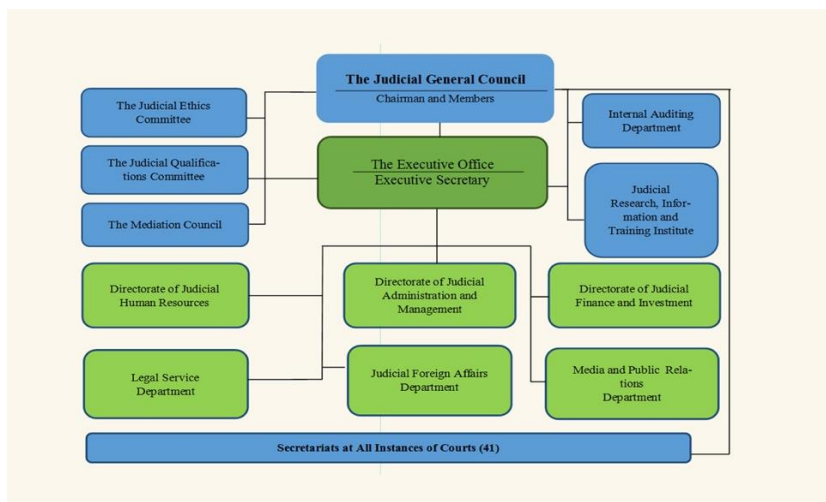 The Judicial General Council
Chairman and Members
The Judicial Ethics
Committee
Internal Auditing
Department
The Executive Office
Executive Secretary
The Judicial Qualifica-
tions Committee
Judicial
Research, Infor-
mation and
Training Institute
The Mediation Council
Directorate of Judicial
Human Resources
Directorate of Judicial
Administration and
Management
Directorate of Judicial
Finance and Investment
Legal Service
Department
Judicial Foreign Affairs
Department
Media and Public Rela-
tions
Department
Secretariats at All Instances of Courts (41)